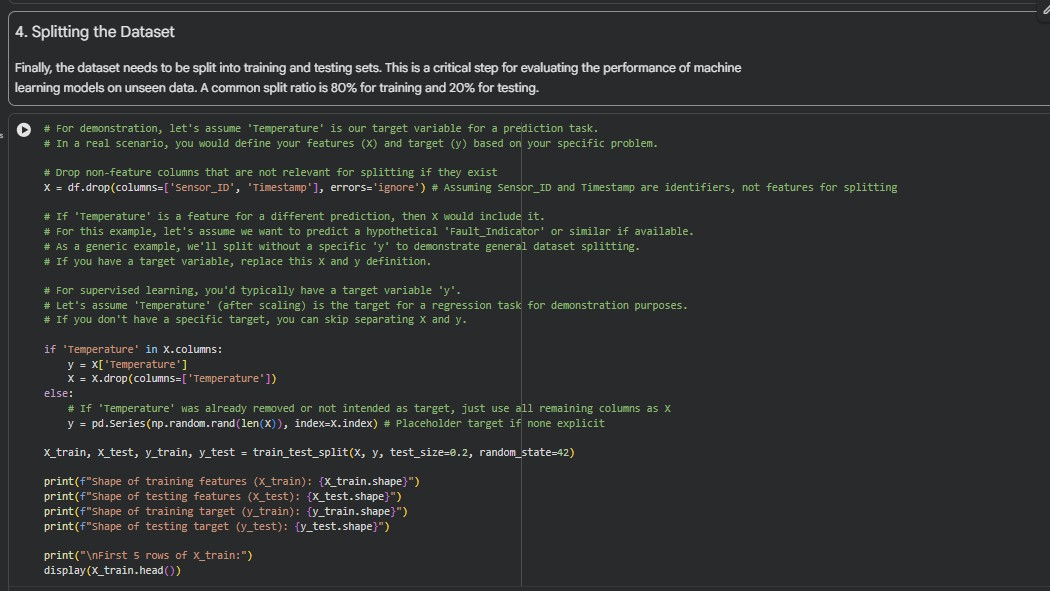 4. Splitting the Dataset
Finally, the dataset needs to be split into training and testing sets. This is a critical step for evaluating the performance of machine
learning models on unseen data. A common split ratio is 80% for training and 20% for testing.
s
# For demonstration, let's assume 'Temperature' is our target variable for a prediction task.
# In a real scenario, you would define your features (X) and target (y) based on your specific problem.
# Drop non-feature columns that are not relevant for splitting if they exist
X = df.drop(columns=['Sensor_ID', 'Timestamp'], errors='ignore') # Assuming Sensor_ID and Timestamp are identifiers, not features for splitting
# If 'Temperature' is a feature for a different prediction, then X would include it.
# For this example, let's assume we want to predict a hypothetical 'Fault_Indicator' or similar if available.
# As a generic example, we'll split without a specific 'y' to demonstrate general dataset splitting.
# If you have a target variable, replace this X and y definition.
# For supervised learning, you'd typically have a target variable 'y'.
# Let's assume 'Temperature' (after scaling) is the target for a regression task for demonstration purposes.
# If you don't have a specific target, you can skip separating X and y.
if 'Temperature' in X.columns:
    y = X['Temperature']
    X = X.drop(columns=['Temperature'])
else:
    # If 'Temperature' was already removed or not intended as target, just use all remaining columns as X
    y = pd.Series(np.random.rand(len(X)), index=X.index) # Placeholder target if none explicit
X_train, X_test, y_train, y_test = train_test_split(X, y, test_size=0.2, random_state=42)
print(f"Shape of training features (X_train): {X_train.shape}")
print(f"Shape of testing features (X_test): {X_test.shape}")
print(f"Shape of training target (y_train): {y_train.shape}")
print(f"Shape of testing target (y_test): {y_test.shape}")
print("\nFirst 5 rows of X_train:")
display(X_train.head())